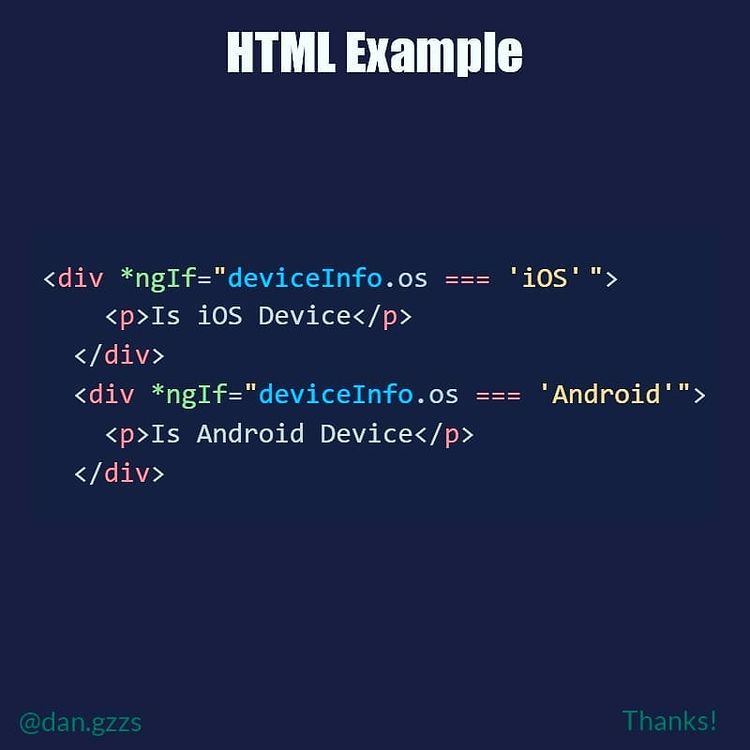 HTML Example
<div *ngIf="deviceInfo.os === 'iOS' ">
<p>Is iOS Device</p>
</div>
<div *ngIf="deviceInfo.os === 'Android'">
<p>Is Android Device</p>
</div>
@dan.gzzs
Thanks!